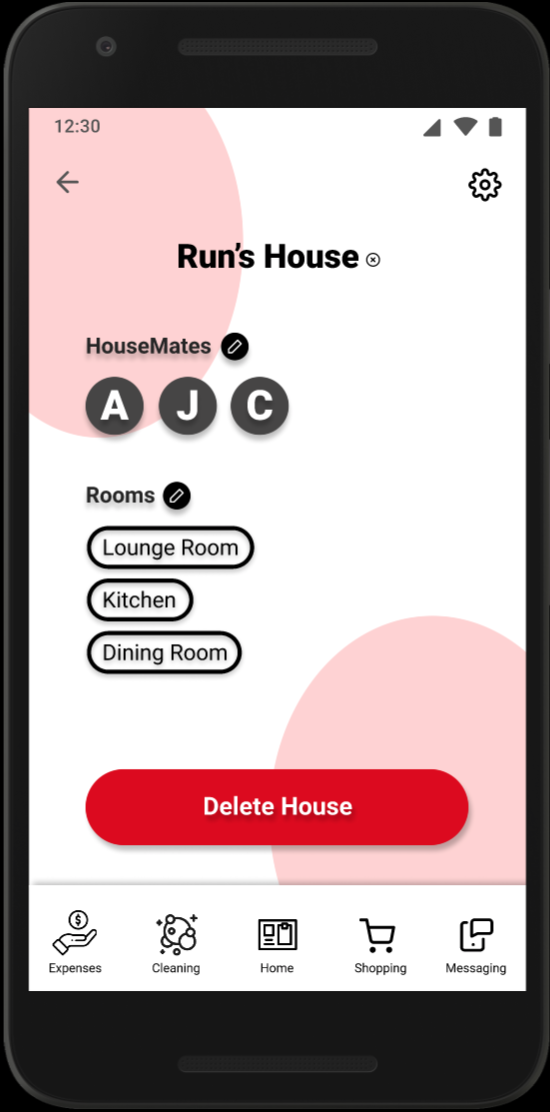 12:30
Run's House
HouseMates
A J C
Rooms
Lounge Room
Kitchen
Dining Room
Delete House
$
Expenses Cleaning Home Shopping Messaging